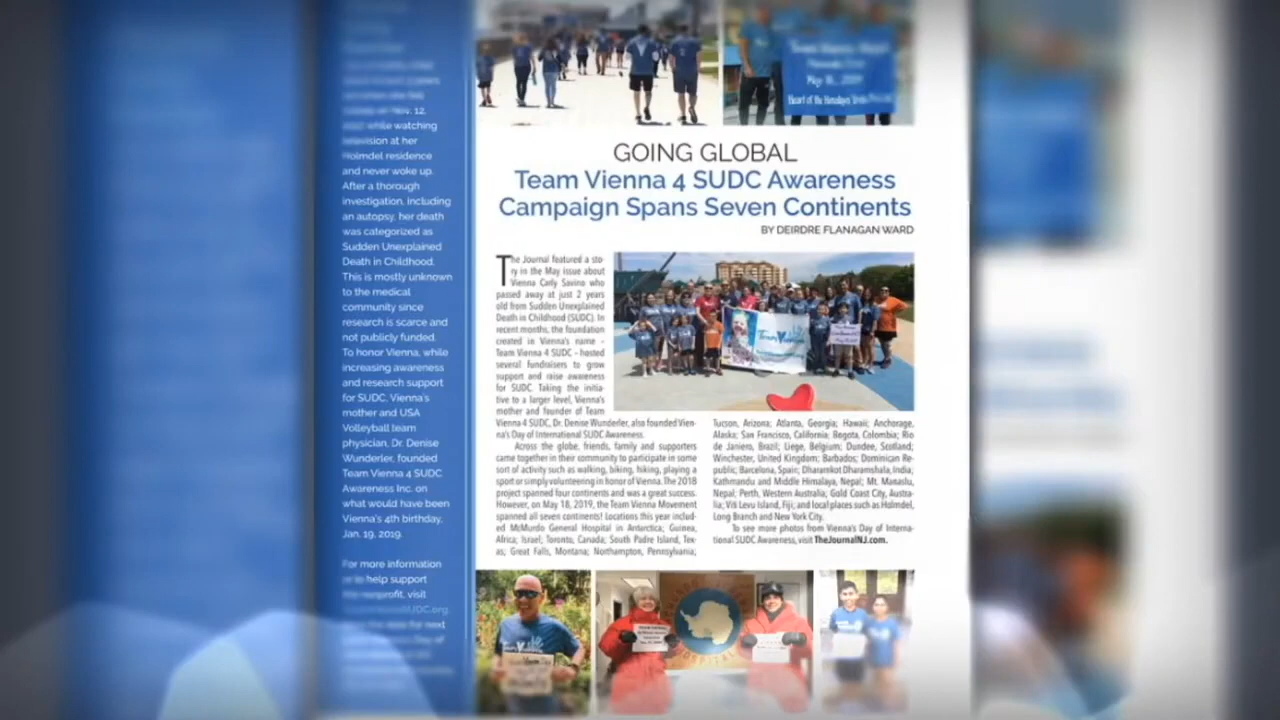 Nov. 12,
while watching
television at her
Holmdel residence
and never woke up.
After a thorough
investigation, including
an autopsy, her death
was categorized as
Sudden Unexplained
Death in Childhood.
This is mostly unknown
to the medical
community since
research is scarce and
not publicly funded.
To honor Vienna, while
increasing awareness
and research support
for SUDC, Vienna's
mother and USA
Volleyball team
physician, Dr. Denise
Wunderler, founded
Team Vienna 4 SUDC
Awareness Inc. on
what would have been
Vienna's 4th birthday,
Jan. 19, 2019.
For more information
or to help support
the nonprofit, visit
May 18, 2019
Heart of the Himalaya
GOING GLOBAL
Team Vienna 4 SUDC Awareness
Campaign Spans Seven Continents
BY DEIRDRE FLANAGAN WARD
The Journal featured a sto-
ry in the May issue about
Vienna Carly Savino who
passed away at just 2 years
old from Sudden Unexplained
Death in Childhood (SUDC). In
recent months, the foundation
created in Vienna's name –
Team Vienna 4 SUDC – hosted
several fundraisers to grow
support and raise awareness
for SUDC. Taking the initia-
tive to a larger level, Vienna's
mother and founder of Team
Vienna 4 SUDC, Dr. Denise Wunderler, also founded Vien-
na's Day of International SUDC Awareness.
Across the globe, friends, family and supporters
came together in their community to participate in some
sort of activity such as walking, biking, hiking, playing a
sport or simply volunteering in honor of Vienna. The 2018
project spanned four continents and was a great success.
However, on May 18, 2019, the Team Vienna Movement
spanned all seven continents! Locations this year includ-
ed McMurdo General Hospital in Antarctica; Guinea,
Africa; Israel; Toronto, Canada; South Padre Island, Tex-
as; Great Falls, Montana; Northampton, Pennsylvania;
Tucson, Arizona; Atlanta, Georgia; Hawaii; Anchorage,
Alaska; San Francisco, California; Bogota, Colombia; Rio
de Janiero, Brazil; Liege, Belgium; Dundee, Scotland;
Winchester, United Kingdom; Barbados; Dominican Re-
public; Barcelona, Spain; Dharamkot Dharamshala, India;
Kathmandu and Middle Himalaya, Nepal; Mt. Manaslu,
Nepal; Perth, Western Australia; Gold Coast City, Austra-
lia; Viti Levu Island, Fiji; and local places such as Holmdel,
Long Branch and New York City.
To see more photos from Vienna's Day of Interna-
tional SUDC Awareness, visit TheJournalNJ.com.